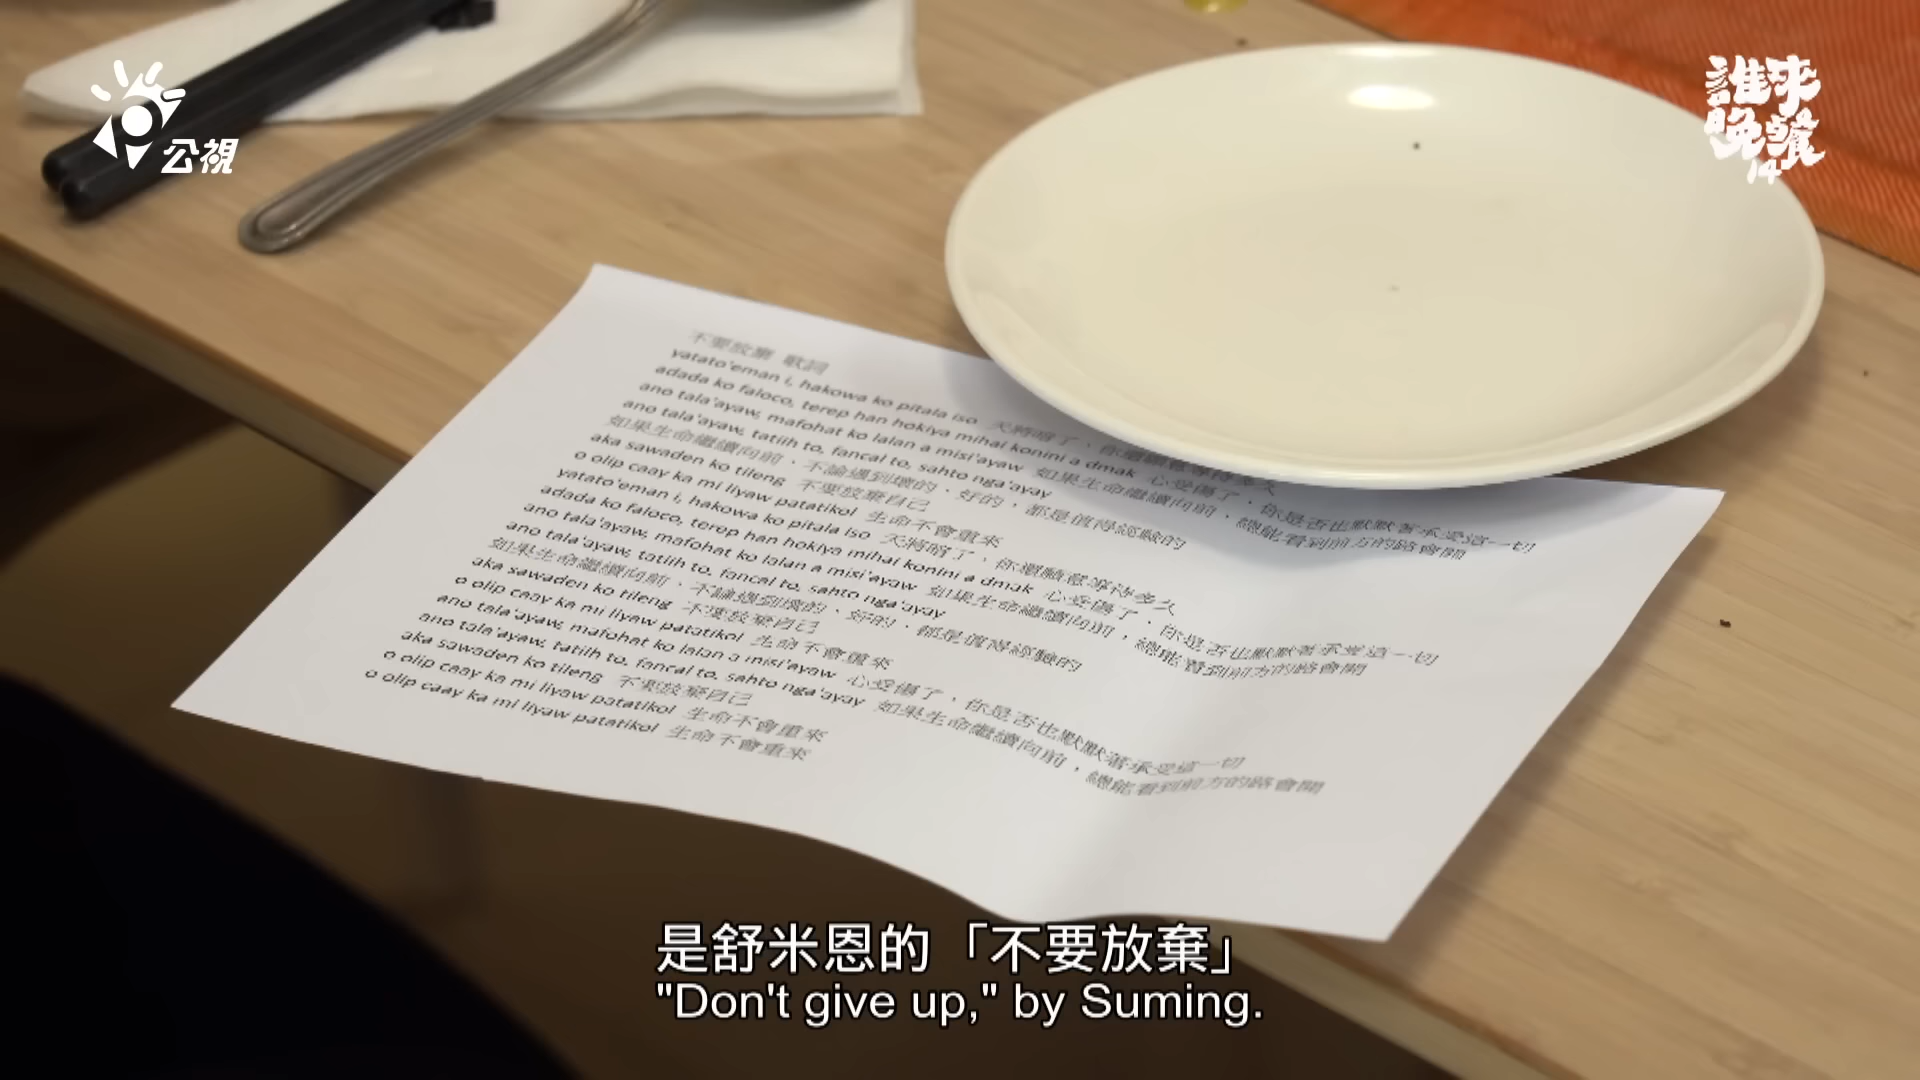 公視
誰來
晚餐
14
不要放棄 歌詞
yatato'eman i, hakowa ko pitala iso 天將暗了、你還願意等待多久
adada ko faloco, terep han hokiya mihai konini a dmak 心受傷了、你是否也默默著承受這一切
ano tala'ayaw, mafohat ko lalan a misi'ayaw 如果生命繼續向前，總能看到前方的路會開
ano tala'ayaw, tatiih to, fancal to, sahto nga'ayay
如果生命繼續向前、不論遇到壞的、好的、都是值得經驗的
aka sawaden ko tileng 不要放棄自己
o olip caay ka mi liyaw patatikol 生命不會重來
yatato'eman i, hakowa ko pitala iso 天將暗了、你還願意等待多久
adada ko faloco, terep han hokiya mihai konini a dmak 心受傷了、你是否也默默著承受這一切
ano tala'ayaw, mafohat ko lalan a misi'ayaw 如果生命繼續向前，總能看到前方的路會開
ano tala'ayaw, tatiih to, fancal to, sahto nga'ayay
如果生命繼續向前、不論遇到壞的、好的、都是值得經驗的
aka sawaden ko tileng 不要放棄自己
o olip caay ka mi liyaw patatikol 生命不會重來
ano tala'ayaw, mafohat ko lalan a misi'ayaw 心受傷了、你是否也默默著承受這一切
ano tala'ayaw, tatiih to, fancal to, sahto nga'ayay 如果生命繼續向前，總能看到前方的路會開
aka sawaden ko tileng 不要放棄自己
o olip caay ka mi liyaw patatikol 生命不會重來
o olip caay ka mi liyaw patatikol 生命不會重來
是舒米恩的「不要放棄」
"Don't give up," by Suming.